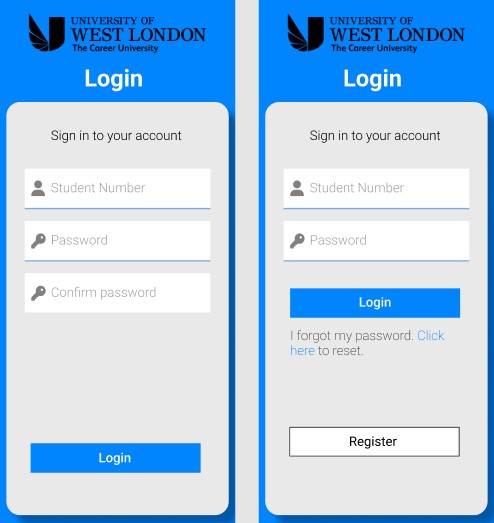 UNIVERSITY OF
WEST LONDON
The Career University
Login
Sign in to your account
Student Number
Password
Confirm password
Login
UNIVERSITY OF
WEST LONDON
The Career University
Login
Sign in to your account
Student Number
Password
Login
I forgot my password. Click
here to reset.
Register